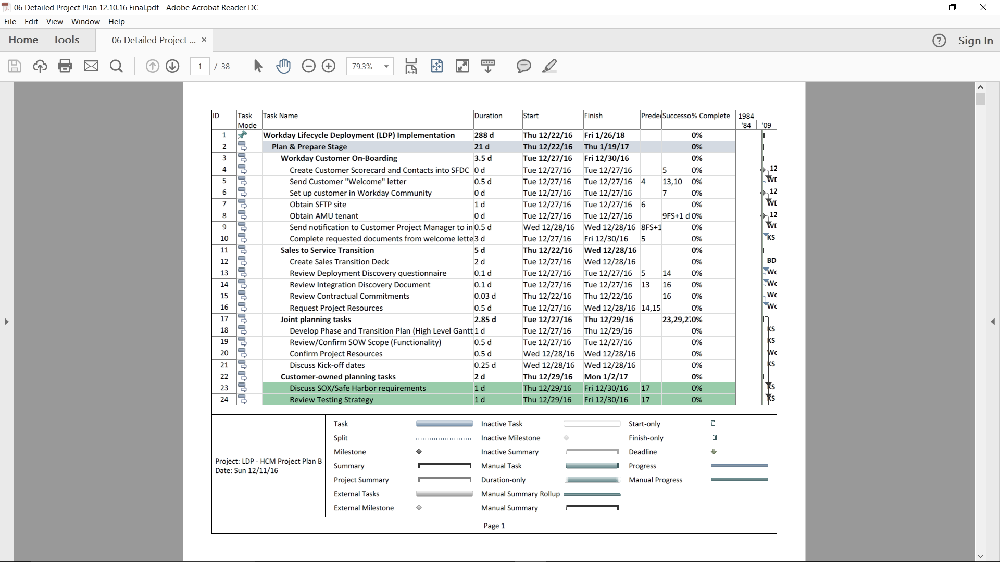 06 Detailed Project Plan 12.10.16 Final.pdf - Adobe Acrobat Reader DC
File Edit View Window Help
Home Tools 06 Detailed Project ... × ? Sign In
1 / 38 79.3%
ID Task Mode Task Name Duration Start Finish Predec Successo % Complete 1984
'84 '09
1 Workday Lifecycle Deployment (LDP) Implementation 288 d Thu 12/22/16 Fri 1/26/18 0%
2 Plan & Prepare Stage 21 d Thu 12/22/16 Thu 1/19/17 0%
3 Workday Customer On-Boarding 3.5 d Tue 12/27/16 Fri 12/30/16 0%
4 Create Customer Scorecard and Contacts into SFDC 0 d Tue 12/27/16 Tue 12/27/16 5 0% 12
5 Send Customer "Welcome" letter 0.5 d Tue 12/27/16 Tue 12/27/16 4 13,10 0% WD
6 Set up customer in Workday Community 0 d Tue 12/27/16 Tue 12/27/16 7 0% 12
7 Obtain SFTP site 1 d Tue 12/27/16 Tue 12/27/16 6 0% WD
8 Obtain AMU tenant 0 d Tue 12/27/16 Tue 12/27/16 9FS+1 d 0% 12
9 Send notification to Customer Project Manager to in 0.5 d Wed 12/28/16 Wed 12/28/16 8FS+1 0% WD
10 Complete requested documents from welcome lette 3 d Tue 12/27/16 Fri 12/30/16 5 0% KS
11 Sales to Service Transition 5 d Thu 12/22/16 Wed 12/28/16 0%
12 Create Sales Transition Deck 2 d Tue 12/27/16 Wed 12/28/16 0% BD
13 Review Deployment Discovery questionnaire 0.1 d Tue 12/27/16 Tue 12/27/16 5 14 0% Wo
14 Review Integration Discovery Document 0.1 d Tue 12/27/16 Tue 12/27/16 13 16 0% Wo
15 Review Contractual Commitments 0.03 d Thu 12/22/16 Thu 12/22/16 16 0% Wo
16 Request Project Resources 0.5 d Tue 12/27/16 Wed 12/28/16 14,15 0% Wo
17 Joint planning tasks 2.85 d Tue 12/27/16 Thu 12/29/16 23,29,27 0%
18 Develop Phase and Transition Plan (High Level Gantt 1 d Tue 12/27/16 Thu 12/29/16 0% KS
19 Review/Confirm SOW Scope (Functionality) 0.5 d Tue 12/27/16 Tue 12/27/16 0% KS
20 Confirm Project Resources 0.5 d Wed 12/28/16 Wed 12/28/16 0% Wo
21 Discuss Kick-off dates 0.25 d Wed 12/28/16 Wed 12/28/16 0% KS
22 Customer-owned planning tasks 2 d Thu 12/29/16 Mon 1/2/17 0%
23 Discuss SOX/Safe Harbor requirements 1 d Thu 12/29/16 Fri 12/30/16 17 0% KS
24 Review Testing Strategy 1 d Thu 12/29/16 Fri 12/30/16 17 0% KS
Project: LDP - HCM Project Plan B
Date: Sun 12/11/16
Task Inactive Task Start-only
Split Inactive Milestone Finish-only
Milestone Inactive Summary Deadline
Summary Manual Task Progress
Project Summary Duration-only Manual Progress
External Tasks Manual Summary Rollup
External Milestone Manual Summary
Page 1